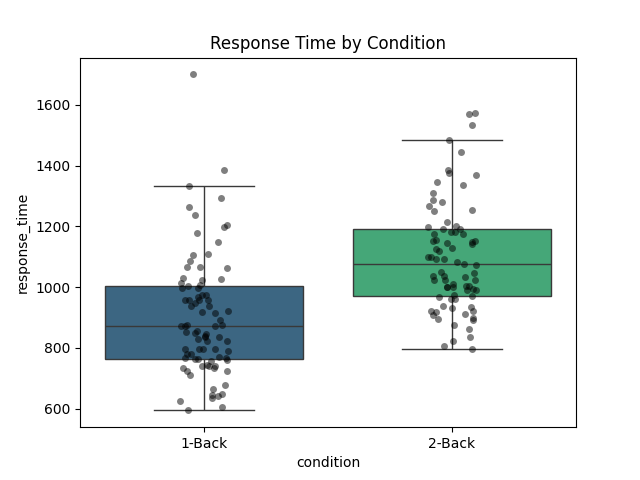 Response Time by Condition
response_time
1600
1400
1200
1000
800
600
1-Back
2-Back
condition